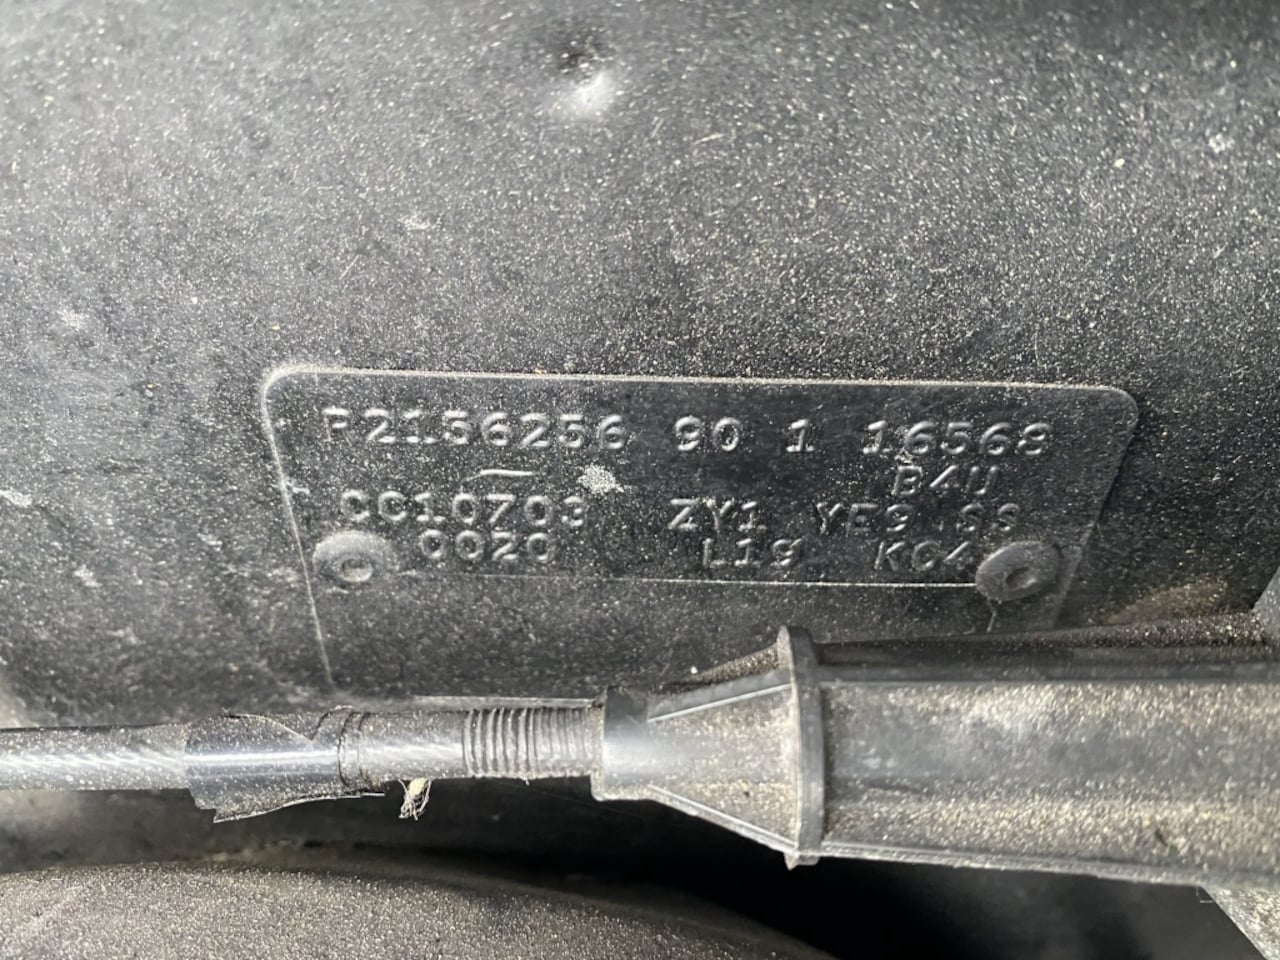 P2156256 90 1 16568
B4U
CC10703 ZY1 YE9 SS
0020 L19 KC4